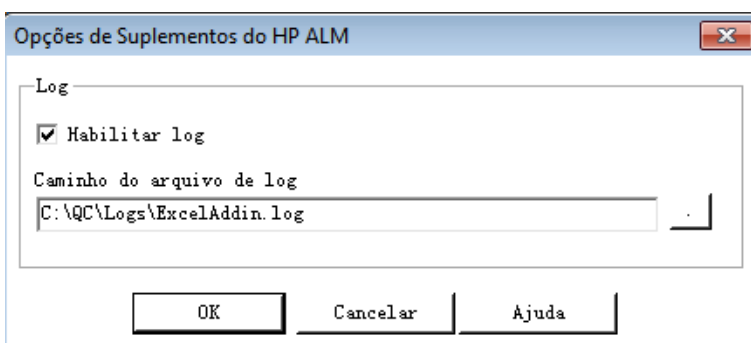 Opções de Suplementos do HP ALM
Log
Habilitar log
Caminho do arquivo de log
C:\QC\Logs\ExcelAddin.log
.
OK Cancelar Ajuda